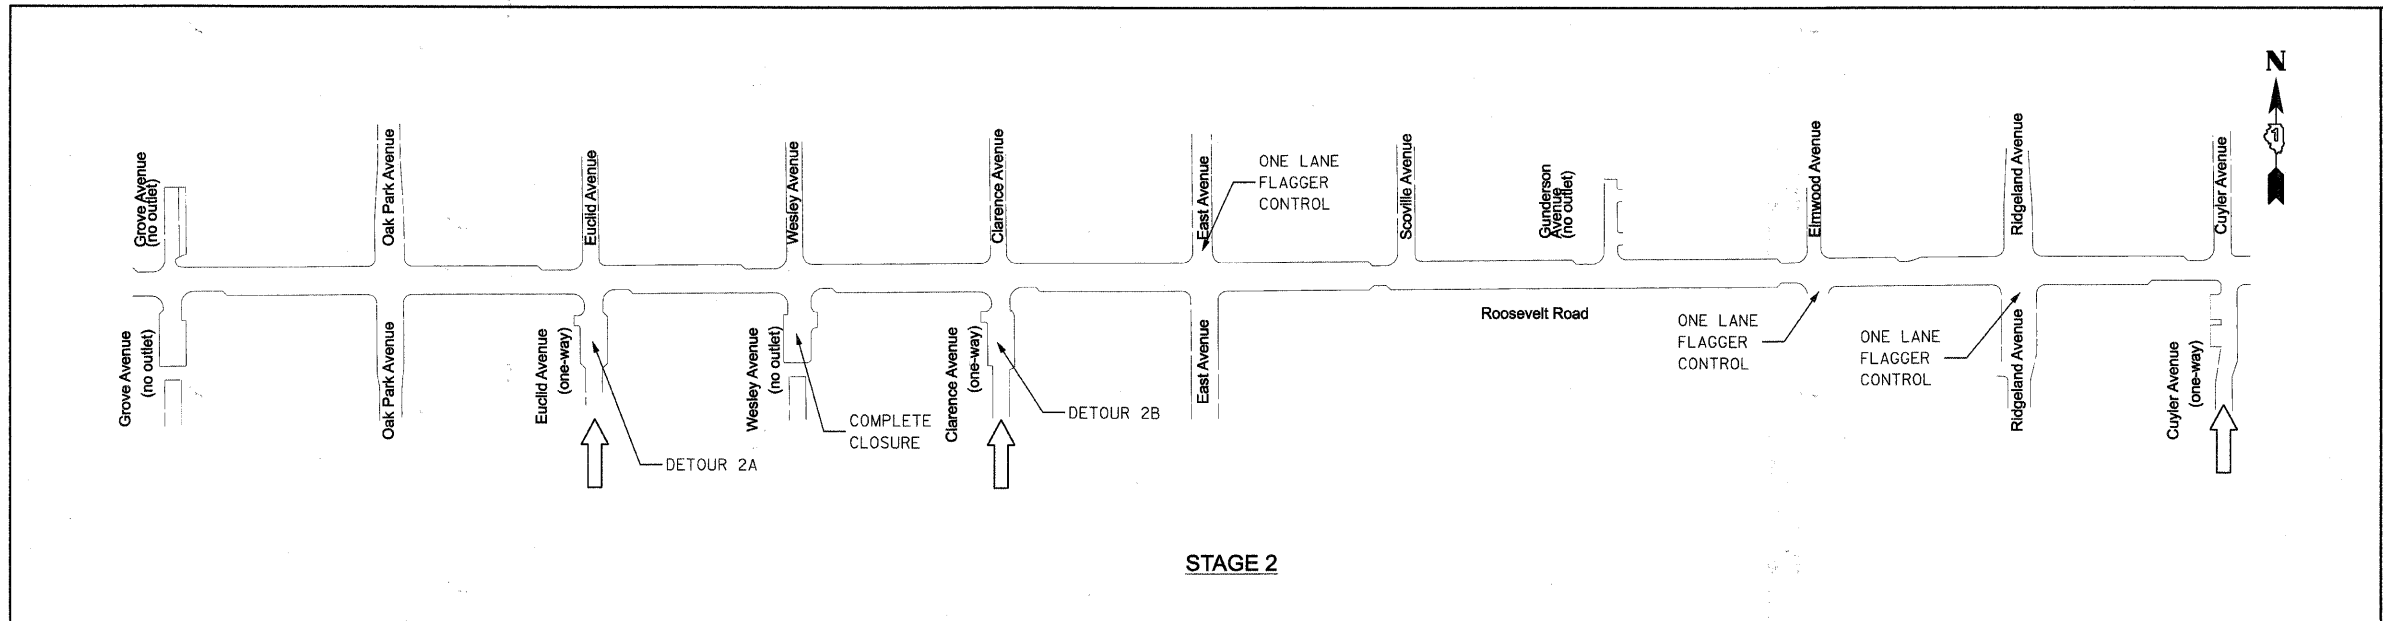 N
Grove Avenue
(no outlet)
Oak Park Avenue
Euclid Avenue
Wesley Avenue
Clarence Avenue
East Avenue
ONE LANE
FLAGGER
CONTROL
Scoville Avenue
Gunderson
Avenue
(no outlet)
Elmwood Avenue
Ridgeland Avenue
Cuyler Avenue
Roosevelt Road
Grove Avenue
(no outlet)
Oak Park Avenue
Euclid Avenue
(one-way)
DETOUR 2A
Wesley Avenue
(no outlet)
COMPLETE
CLOSURE
Clarence Avenue
(one-way)
DETOUR 2B
East Avenue
ONE LANE
FLAGGER
CONTROL
ONE LANE
FLAGGER
CONTROL
Ridgeland Avenue
Cuyler Avenue
(one-way)
STAGE 2